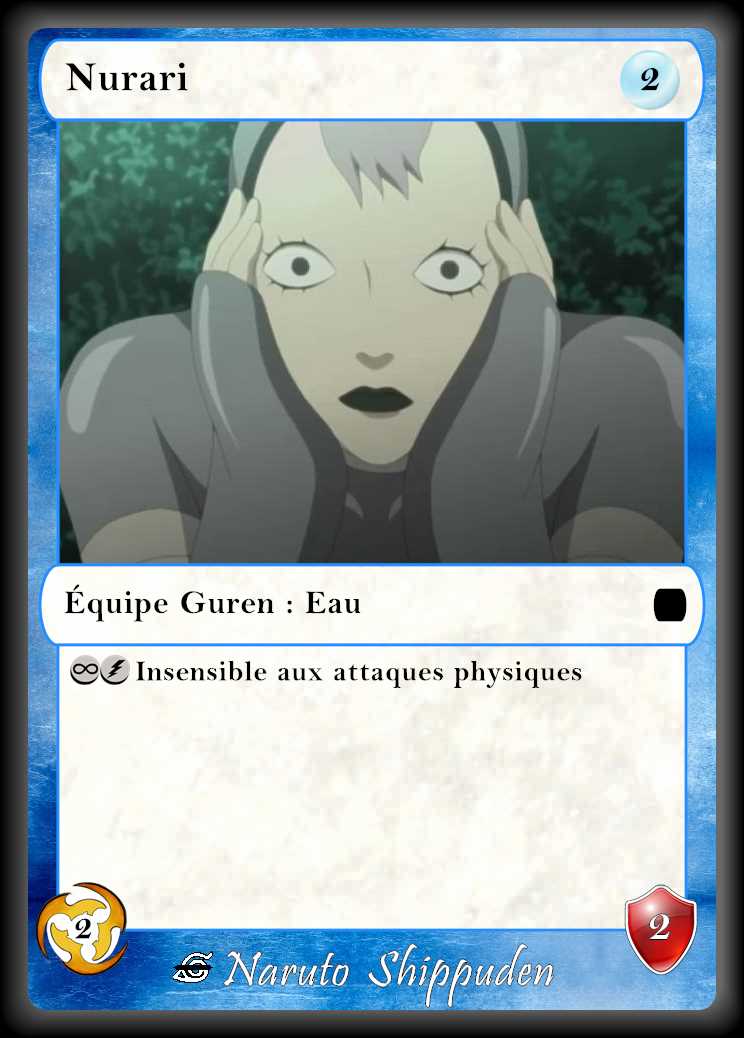 Nurari
2
Équipe Guren : Eau
Insensible aux attaques physiques
2
2
Naruto Shippuden